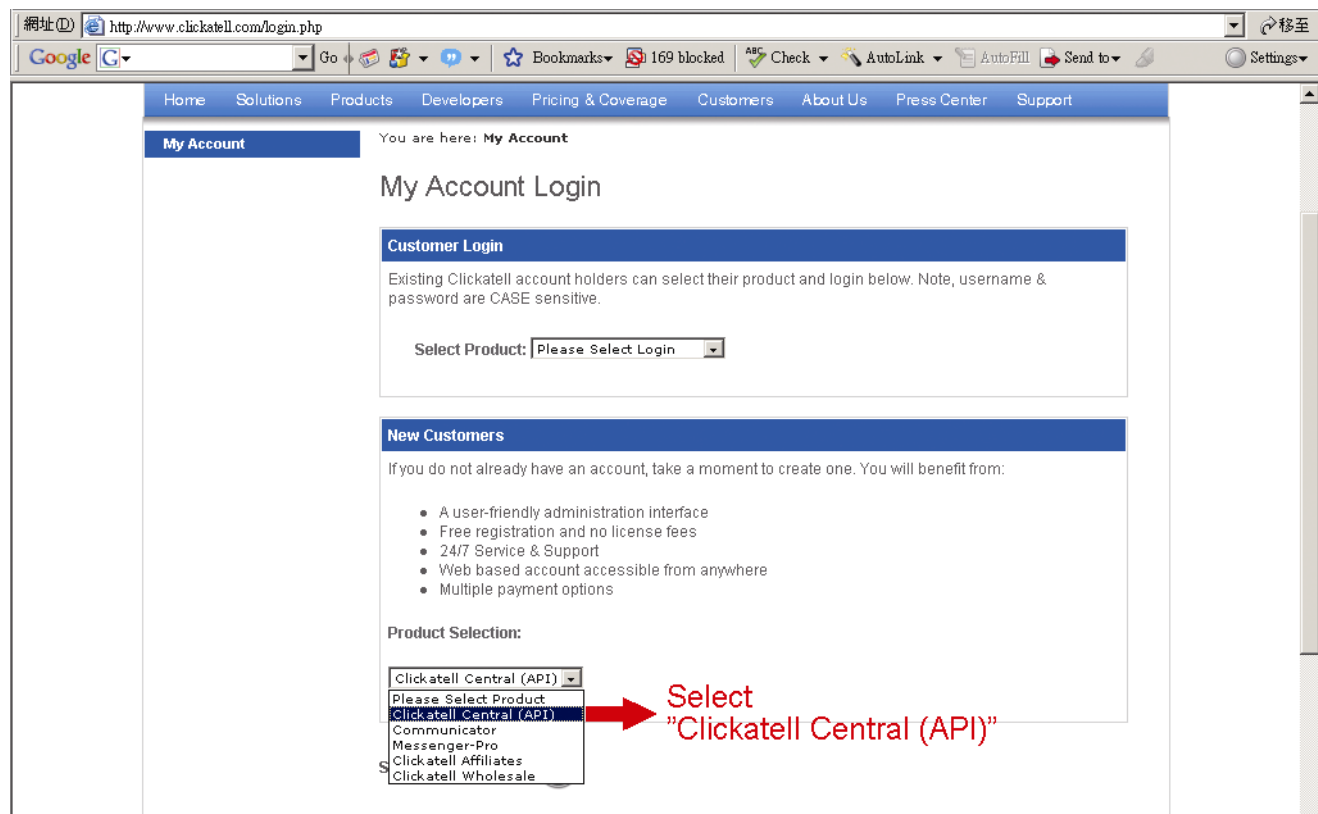 網址(D) http://www.clickatell.com/login.php 移至
Google G Go Bookmarks 169 blocked ABC Check AutoLink AutoFill Send to Settings
Home Solutions Products Developers Pricing & Coverage Customers About Us Press Center Support
My Account
You are here: My Account
My Account Login
Customer Login
Existing Clickatell account holders can select their product and login below. Note, username &
password are CASE sensitive.
Select Product: Please Select Login
New Customers
If you do not already have an account, take a moment to create one. You will benefit from:
A user-friendly administration interface
Free registration and no license fees
24/7 Service & Support
Web based account accessible from anywhere
Multiple payment options
Product Selection:
Clickatell Central (API)
Please Select Product
Clickatell Central (API)
Communicator
Messenger-Pro
Clickatell Affiliates
Clickatell Wholesale
Select
"Clickatell Central (API)"